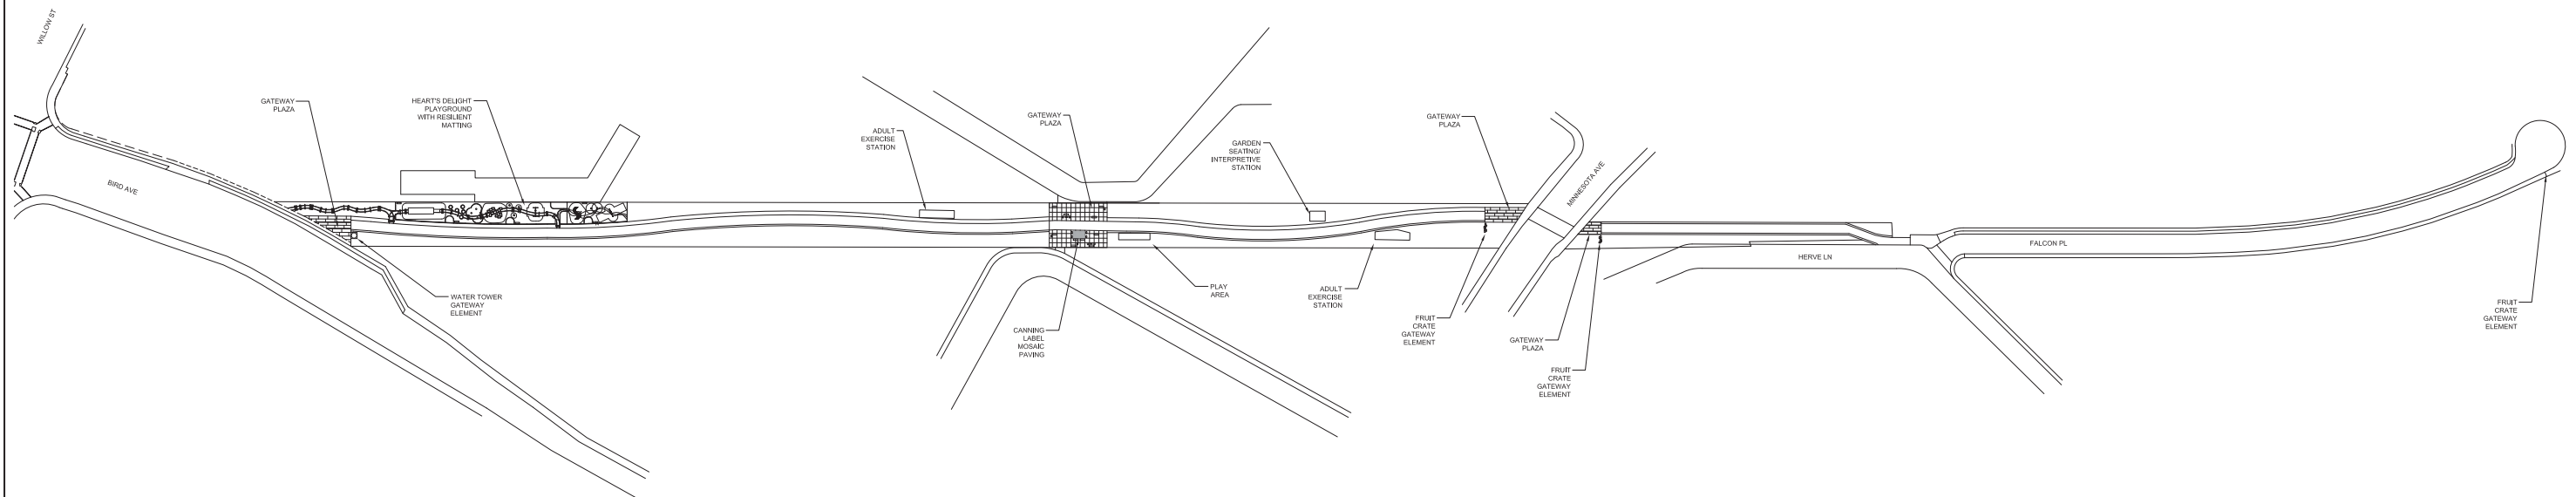 WILLOW ST
BIRD AVE
GATEWAY
PLAZA
HEART'S DELIGHT
PLAYGROUND
WITH RESILIENT
MATTING
WATER TOWER
GATEWAY
ELEMENT
ADULT
EXERCISE
STATION
GATEWAY
PLAZA
CANNING
LABEL
MOSAIC
PAVING
PLAY
AREA
GARDEN
SEATING/
INTERPRETIVE
STATION
ADULT
EXERCISE
STATION
GATEWAY
PLAZA
FRUIT
CRATE
GATEWAY
ELEMENT
MINNESOTA AVE
GATEWAY
PLAZA
FRUIT
CRATE
GATEWAY
ELEMENT
HERVE LN
FALCON PL
FRUIT
CRATE
GATEWAY
ELEMENT